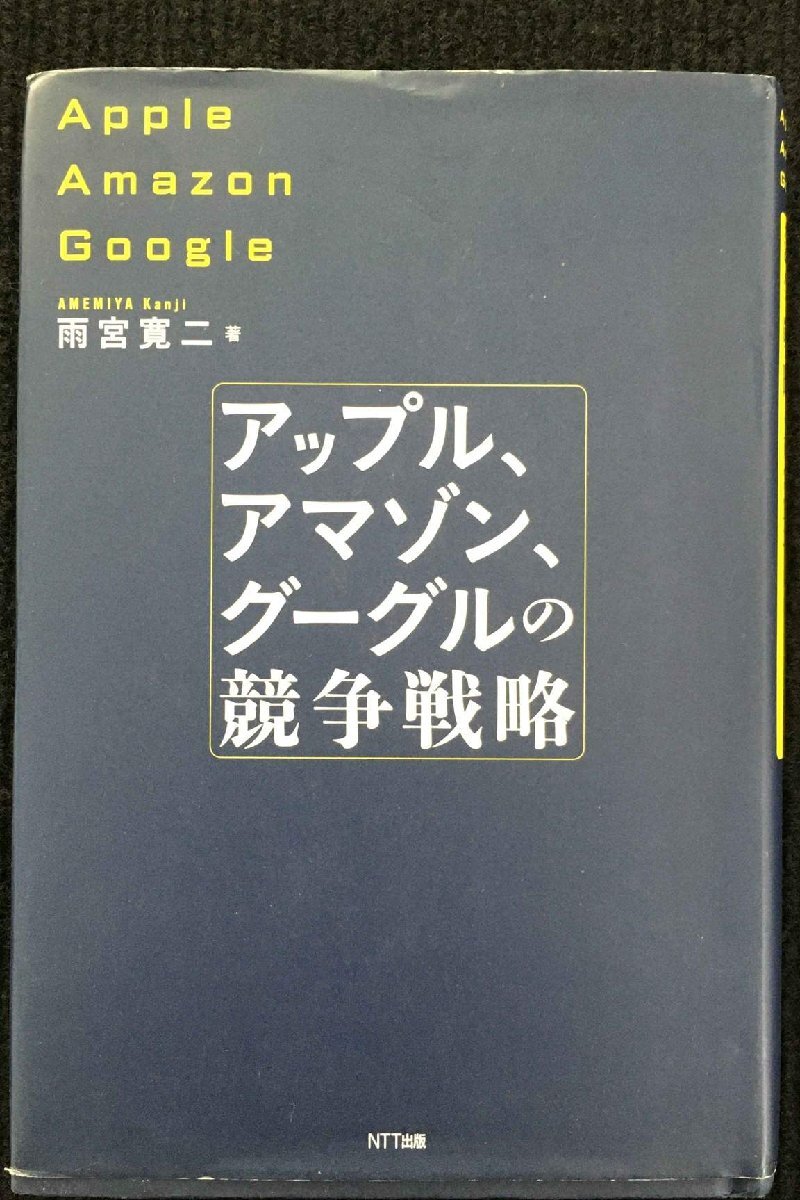 Apple
Amazon
Google
AMEMIYA Kanji
雨宮寛二 著
アップル、
アマゾン、
グーグルの
競争戦略
NTT出版